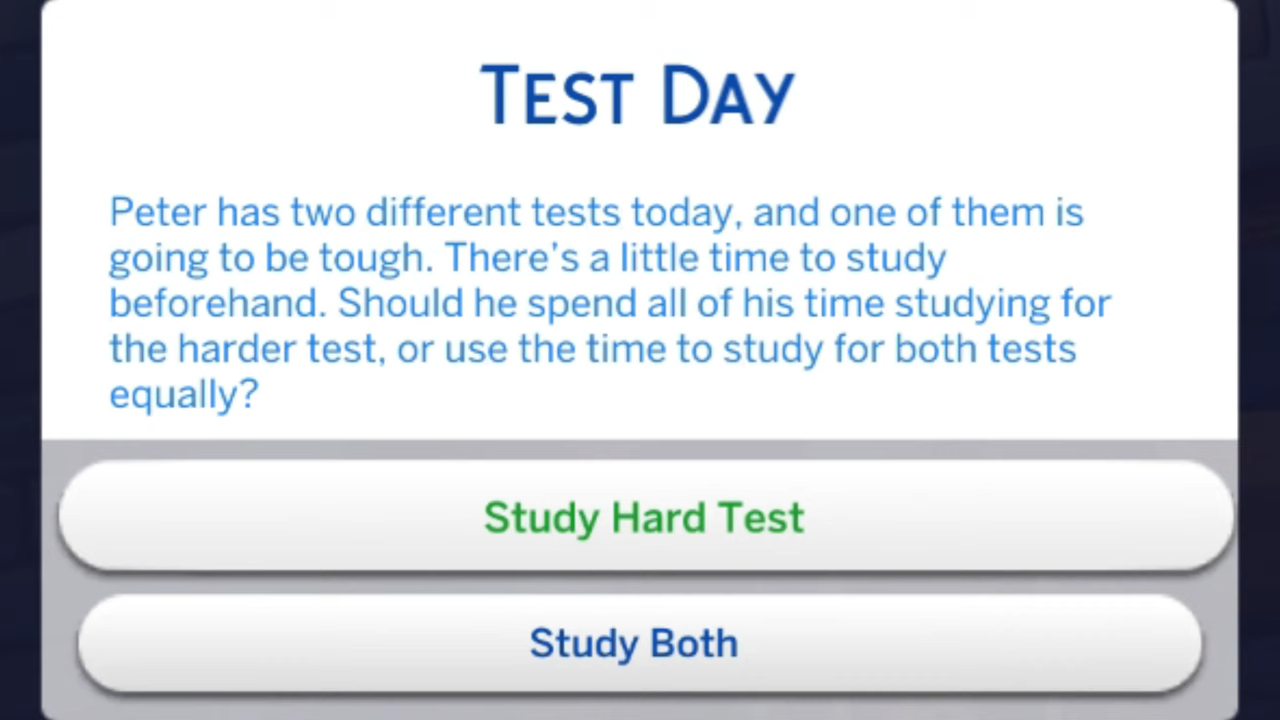 Test Day
Peter has two different tests today, and one of them is
going to be tough. There's a little time to study
beforehand. Should he spend all of his time studying for
the harder test, or use the time to study for both tests
equally?
Study Hard Test
Study Both